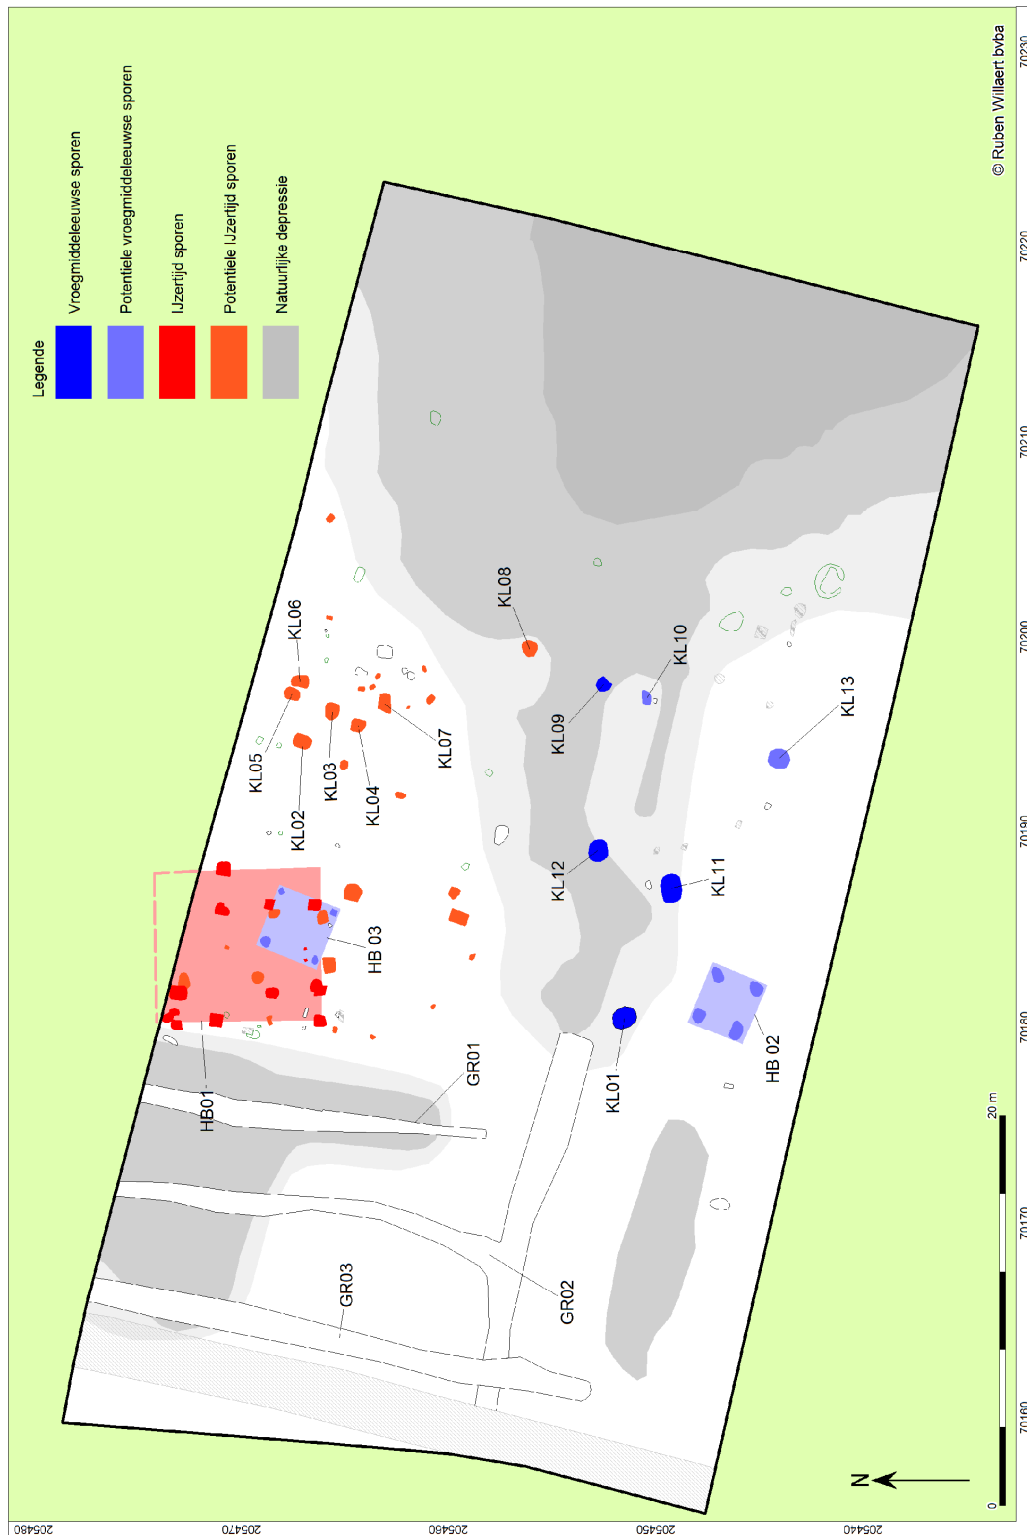 Legende
Vroegmiddeleeuwse sporen
Potentiele vroegmiddeleeuwse sporen
IJzertijd sporen
Potentiele IJzertijd sporen
Natuurlijke depressie
© Ruben Willaert bvba
KL05
KL06
KL02
KL03
KL04
KL07
KL08
KL09
KL10
KL13
KL12
KL11
HB 03
HB01
GR01
KL01
HB 02
GR03
GR02
N
0
20 m
205480
205470
205460
205450
205440
70160
70170
70180
70190
70200
70210
70220
70230